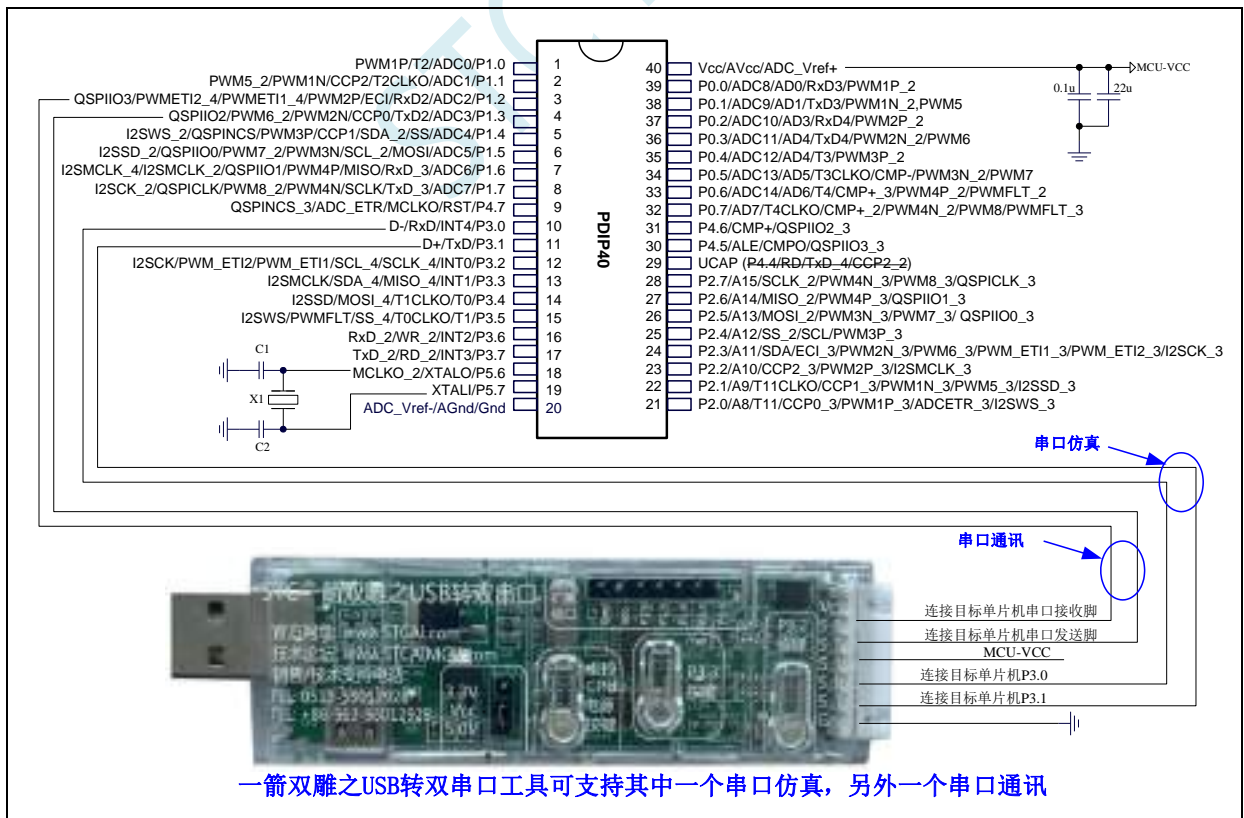 PWM1P/T2/ADC0/P1.0 1
PWM5_2/PWM1N/CCP2/T2CLKO/ADC1/P1.1 2
QSPIIO3/PWMETI2_4/PWMETI1_4/PWM2P/ECI/RxD2/ADC2/P1.2 3
QSPIIO2/PWM6_2/PWM2N/CCP0/TxD2/ADC3/P1.3 4
I2SWS_2/QSPINCS/PWM3P/CCP1/SDA_2/SS/ADC4/P1.4 5
I2SSD_2/QSPIIO0/PWM7_2/PWM3N/SCL_2/MOSI/ADC5/P1.5 6
I2SMCLK_4/I2SMCLK_2/QSPIIO1/PWM4P/MISO/RxD_3/ADC6/P1.6 7
I2SCK_2/QSPICLK/PWM8_2/PWM4N/SCLK/TxD_3/ADC7/P1.7 8
QSPINCS_3/ADC_ETR/MCLKO/RST/P4.7 9
D-/RxD/INT4/P3.0 10
D+/TxD/P3.1 11
I2SCK/PWM_ETI2/PWM_ETI1/SCL_4/SCLK_4/INT0/P3.2 12
I2SMCLK/SDA_4/MISO_4/INT1/P3.3 13
I2SSD/MOSI_4/T1CLKO/T0/P3.4 14
I2SWS/PWMFLT/SS_4/T0CLKO/T1/P3.5 15
RxD_2/WR_2/INT2/P3.6 16
TxD_2/RD_2/INT3/P3.7 17
MCLKO_2/XTALO/P5.6 18
XTALI/P5.7 19
ADC_Vref-/AGnd/Gnd 20
C1
X1
C2
PDIP40
40 Vcc/AVcc/ADC_Vref+
MCU-VCC
0.1u 22u
39 P0.0/ADC8/AD0/RxD3/PWM1P_2
38 P0.1/ADC9/AD1/TxD3/PWM1N_2,PWM5
37 P0.2/ADC10/AD3/RxD4/PWM2P_2
36 P0.3/ADC11/AD4/TxD4/PWM2N_2/PWM6
35 P0.4/ADC12/AD4/T3/PWM3P_2
34 P0.5/ADC13/AD5/T3CLKO/CMP-/PWM3N_2/PWM7
33 P0.6/ADC14/AD6/T4/CMP+_3/PWM4P_2/PWMFLT_2
32 P0.7/AD7/T4CLKO/CMP+_2/PWM4N_2/PWM8/PWMFLT_3
31 P4.6/CMP+/QSPIIO2_3
30 P4.5/ALE/CMPO/QSPIIO3_3
29 UCAP (P4.4/RD/TxD_4/CCP2_2)
28 P2.7/A15/SCLK_2/PWM4N_3/PWM8_3/QSPICLK_3
27 P2.6/A14/MISO_2/PWM4P_3/QSPIIO1_3
26 P2.5/A13/MOSI_2/PWM3N_3/PWM7_3/ QSPIIO0_3
25 P2.4/A12/SS_2/SCL/PWM3P_3
24 P2.3/A11/SDA/ECI_3/PWM2N_3/PWM6_3/PWM_ETI1_3/PWM_ETI2_3/I2SCK_3
23 P2.2/A10/CCP2_3/PWM2P_3/I2SMCLK_3
22 P2.1/A9/T11CLKO/CCP1_3/PWM1N_3/PWM5_3/I2SSD_3
21 P2.0/A8/T11/CCP0_3/PWM1P_3/ADCETR_3/I2SWS_3
串口仿真
串口通讯
连接目标单片机串口接收脚
连接目标单片机串口发送脚
MCU-VCC
连接目标单片机P3.0
连接目标单片机P3.1
一箭双雕之USB转双串口
3.3V
5.0V
一箭双雕之USB转双串口工具可支持其中一个串口仿真，另外一个串口通讯